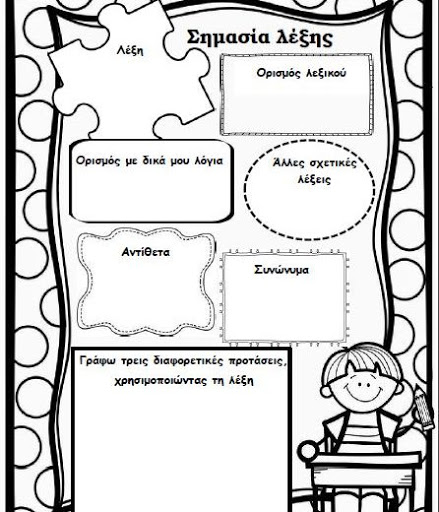 Σημασία λέξης
Λέξη
Ορισμός λεξικού
Ορισμός με δικά μου λόγια
Άλλες σχετικές
λέξεις
Αντίθετα
Συνώνυμα
Γράφω τρεις διαφορετικές προτάσεις,
χρησιμοποιώντας τη λέξη